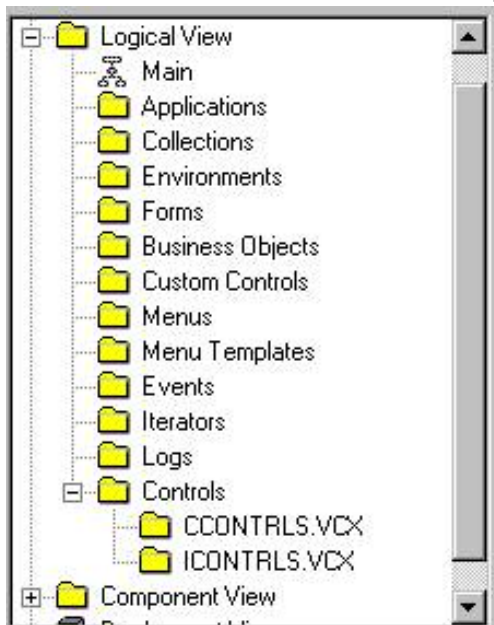 Logical View
Main
Applications
Collections
Environments
Forms
Business Objects
Custom Controls
Menus
Menu Templates
Events
Iterators
Logs
Controls
CCONTRLS.VCX
ICONTRLS.VCX
Component View